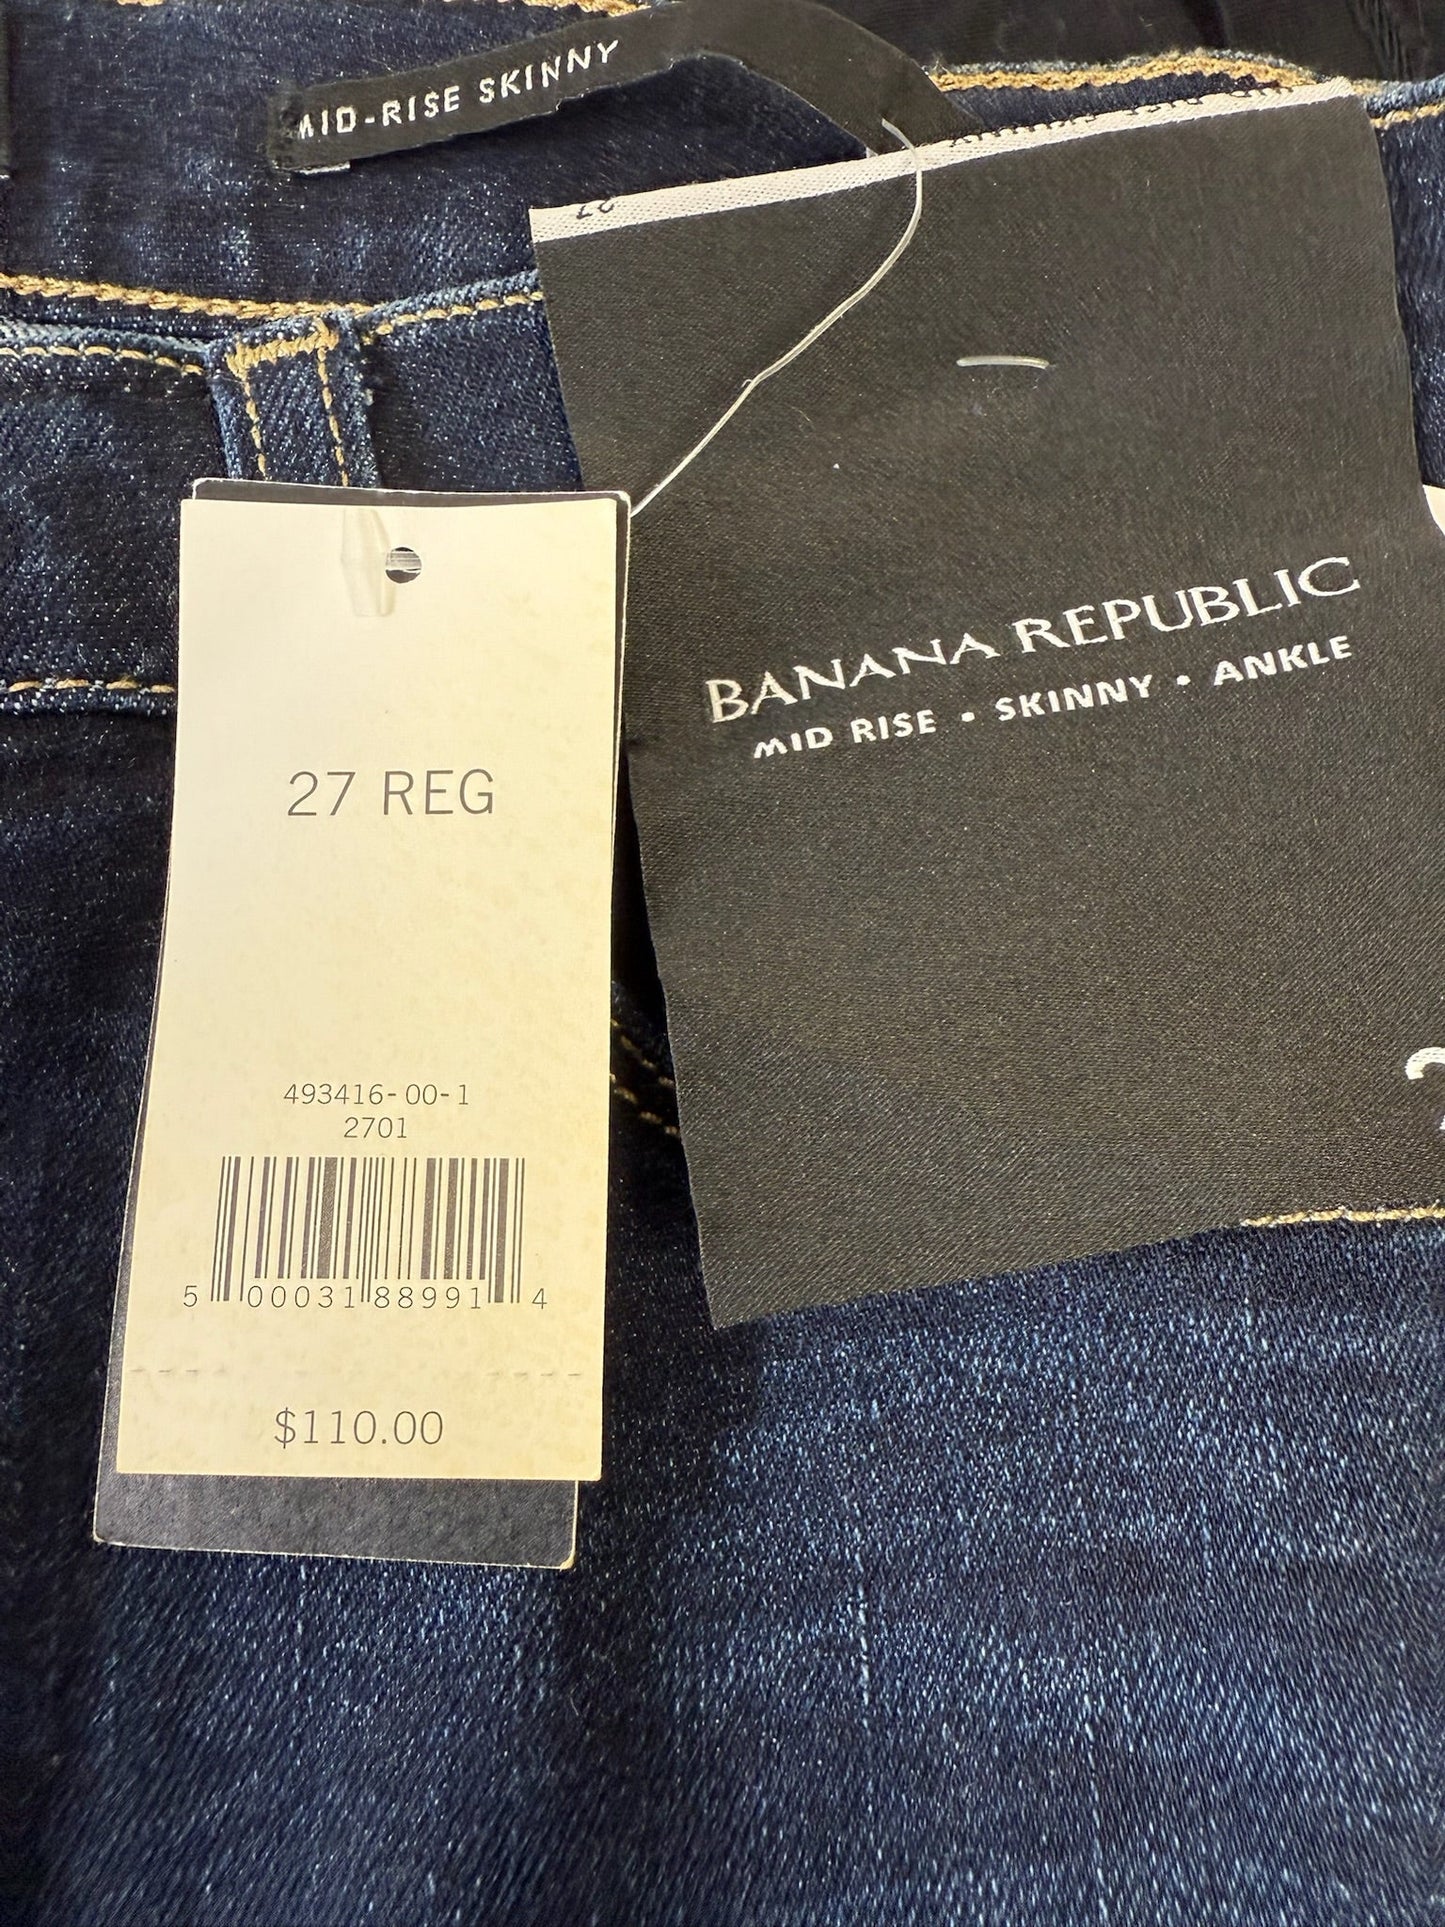 MID-RISE SKINNY
27
BANANA REPUBLIC
MID RISE • SKINNY • ANKLE
27 REG
493416-00-1
2701
5 00031 88991 4
$110.00